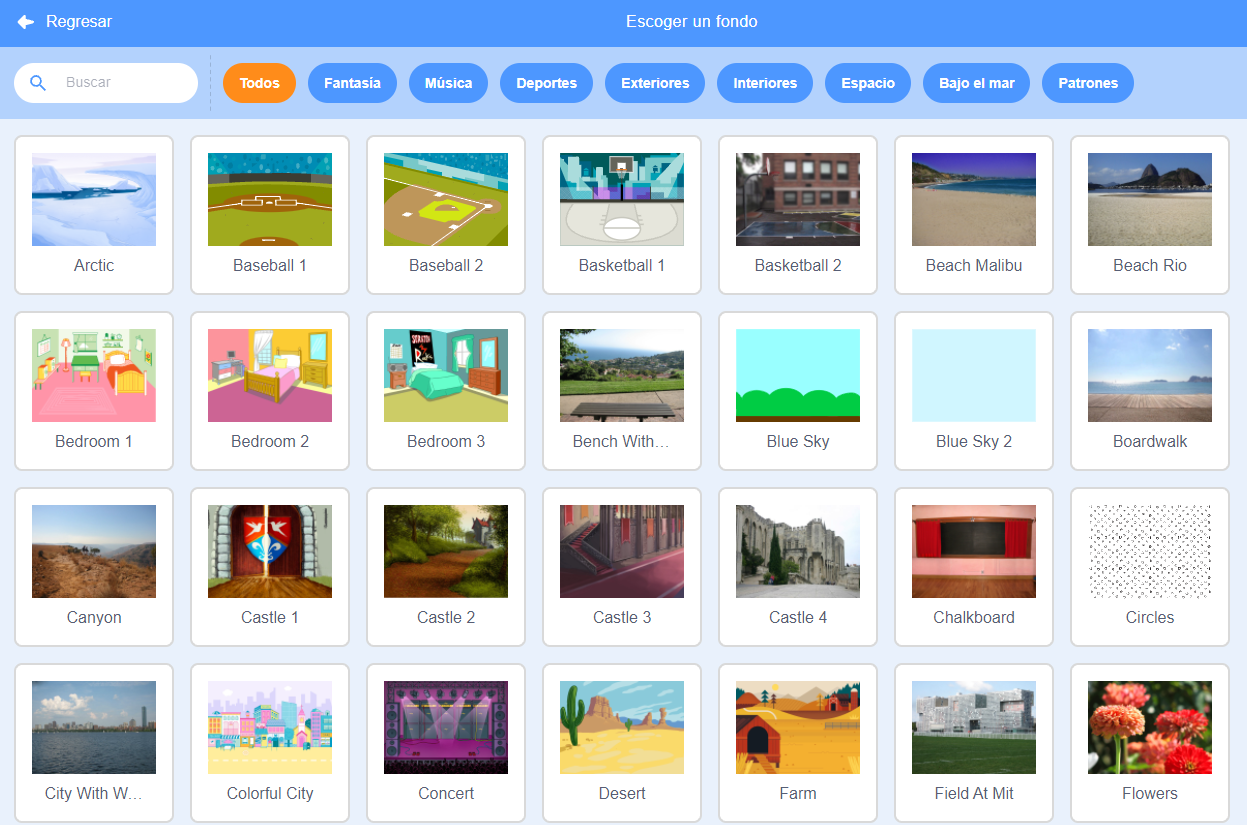 Regresar
Escoger un fondo
Buscar
Todos
Fantasía
Música
Deportes
Exteriores
Interiores
Espacio
Bajo el mar
Patrones
Arctic
Baseball 1
Baseball 2
Basketball 1
Basketball 2
Beach Malibu
Beach Rio
Bedroom 1
Bedroom 2
Bedroom 3
Bench With...
Blue Sky
Blue Sky 2
Boardwalk
Canyon
Castle 1
Castle 2
Castle 3
Castle 4
Chalkboard
Circles
City With W...
Colorful City
Concert
Desert
Farm
Field At Mit
Flowers